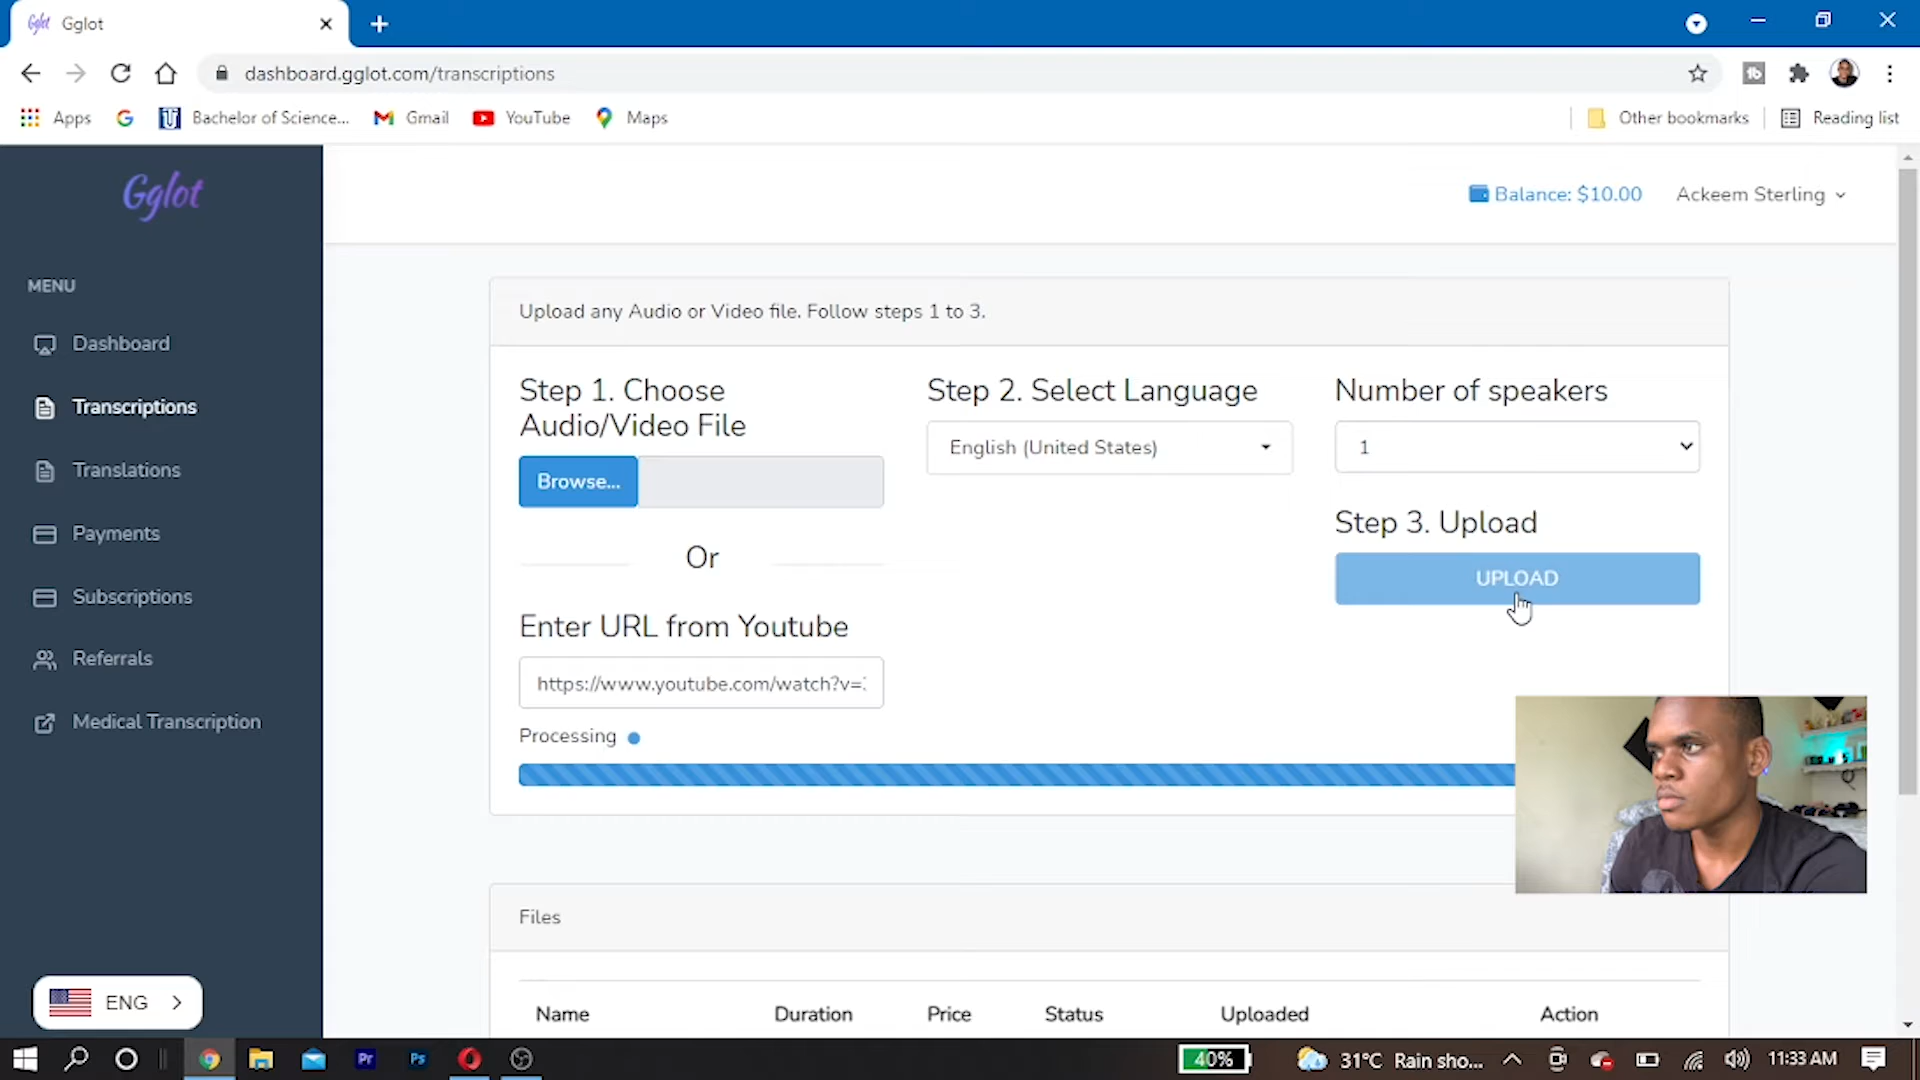 Gglot
dashboard.gglot.com/transcriptions
Apps
Bachelor of Science...
Gmail
YouTube
Maps
Other bookmarks
Reading list
Gglot
Balance: $10.00
Ackeem Sterling
MENU
Dashboard
Transcriptions
Translations
Payments
Subscriptions
Referrals
Medical Transcription
ENG
Upload any Audio or Video file. Follow steps 1 to 3.
Step 1. Choose
Audio/Video File
Browse...
Or
Enter URL from Youtube
https://www.youtube.com/watch?v=
Processing
Step 2. Select Language
English (United States)
Number of speakers
1
Step 3. Upload
UPLOAD
Files
Name Duration Price Status Uploaded Action
Pr
Ps
40%
31°C Rain sho...
11:33 AM